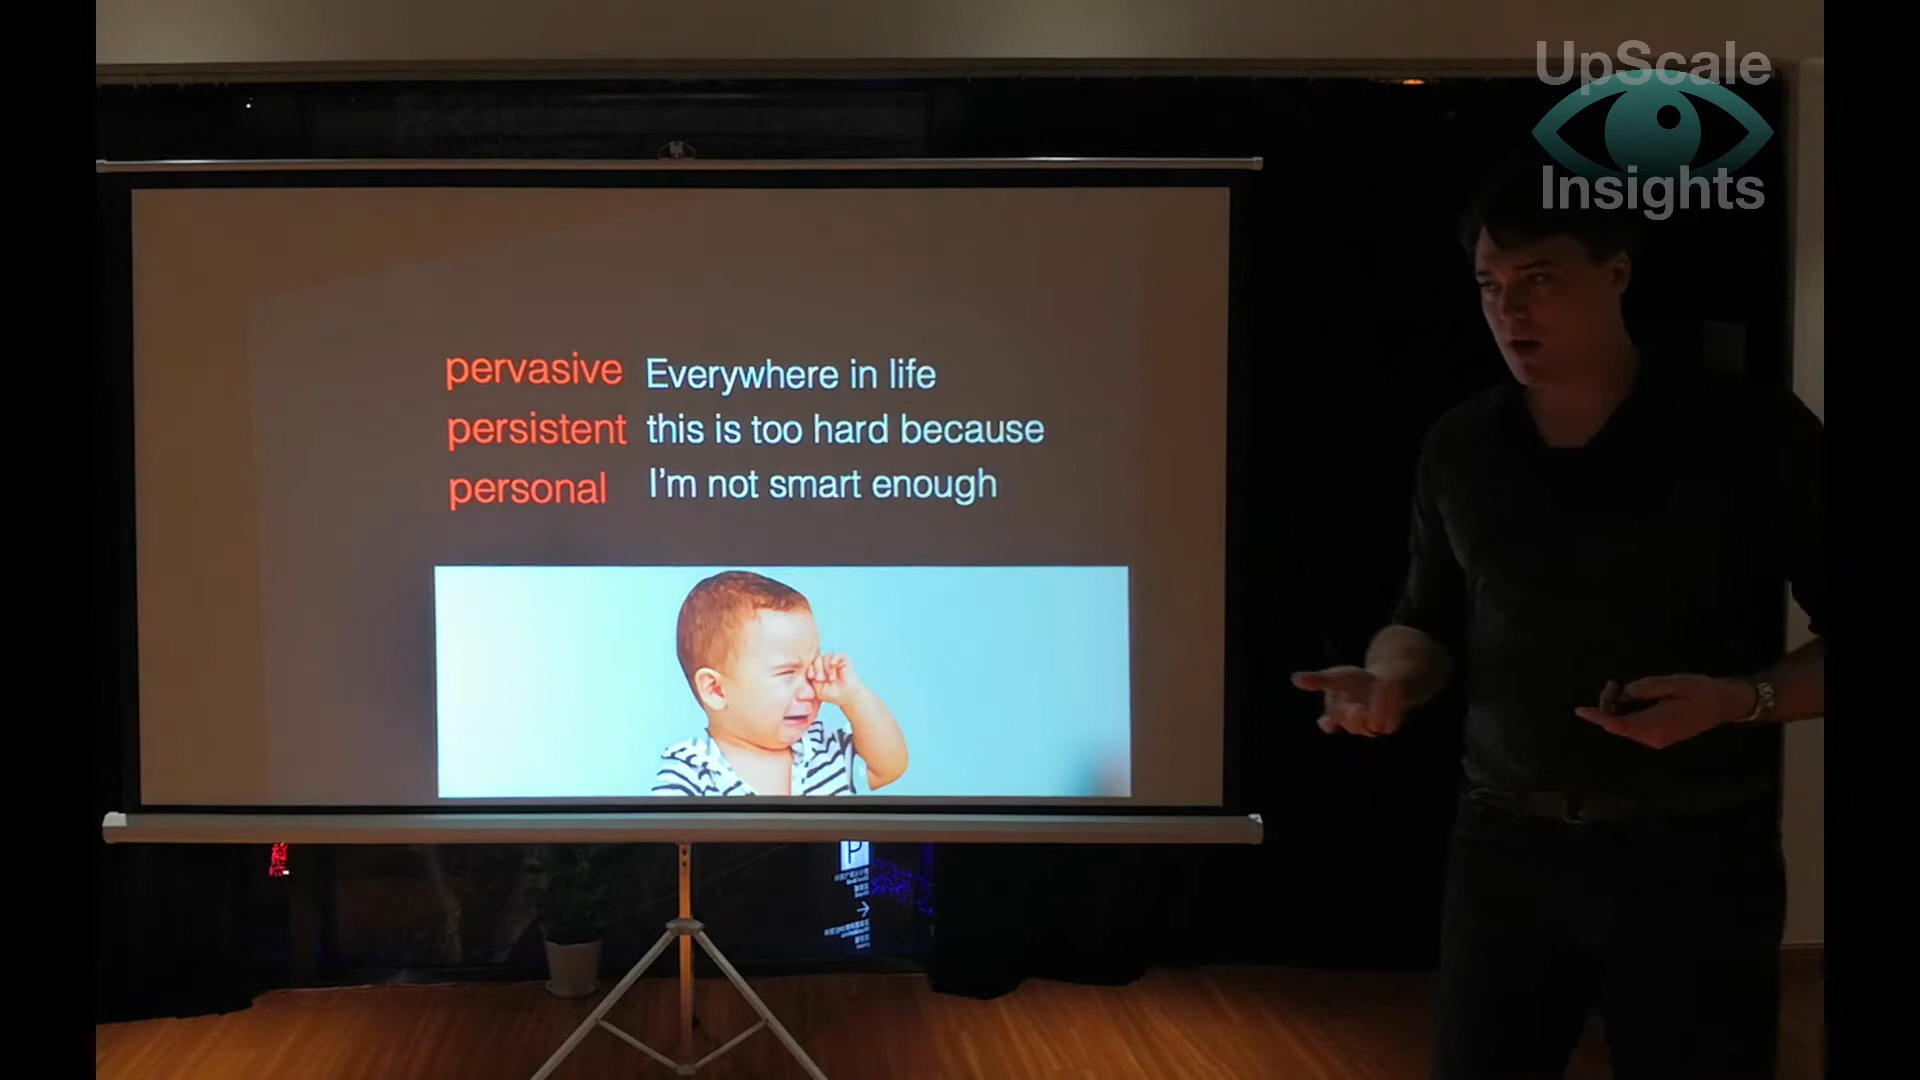 UpScale
Insights
pervasive Everywhere in life
persistent this is too hard because
personal I'm not smart enough
P
→